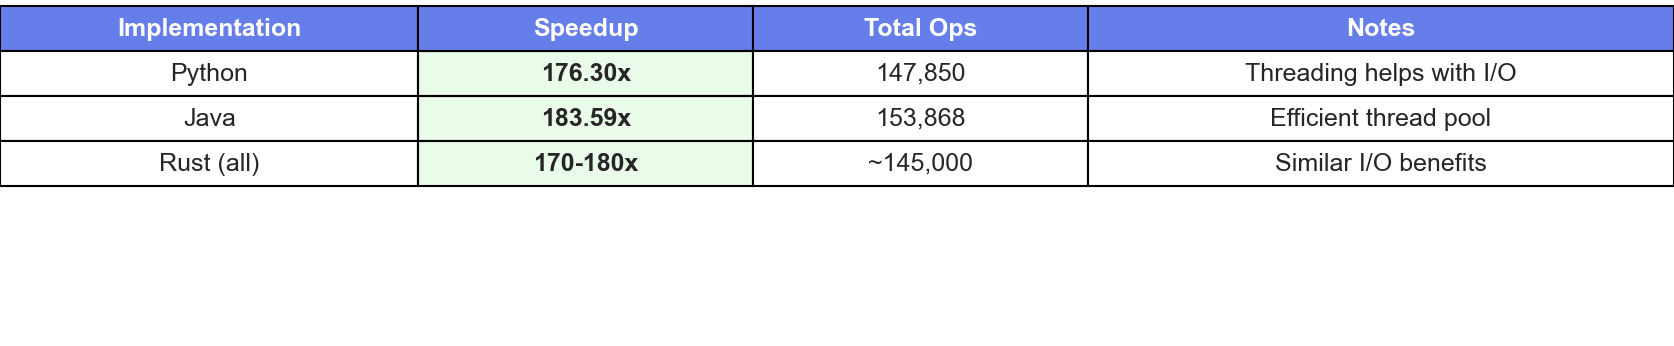 Implementation Speedup Total Ops Notes
Python 176.30x 147,850 Threading helps with I/O
Java 183.59x 153,868 Efficient thread pool
Rust (all) 170-180x ~145,000 Similar I/O benefits